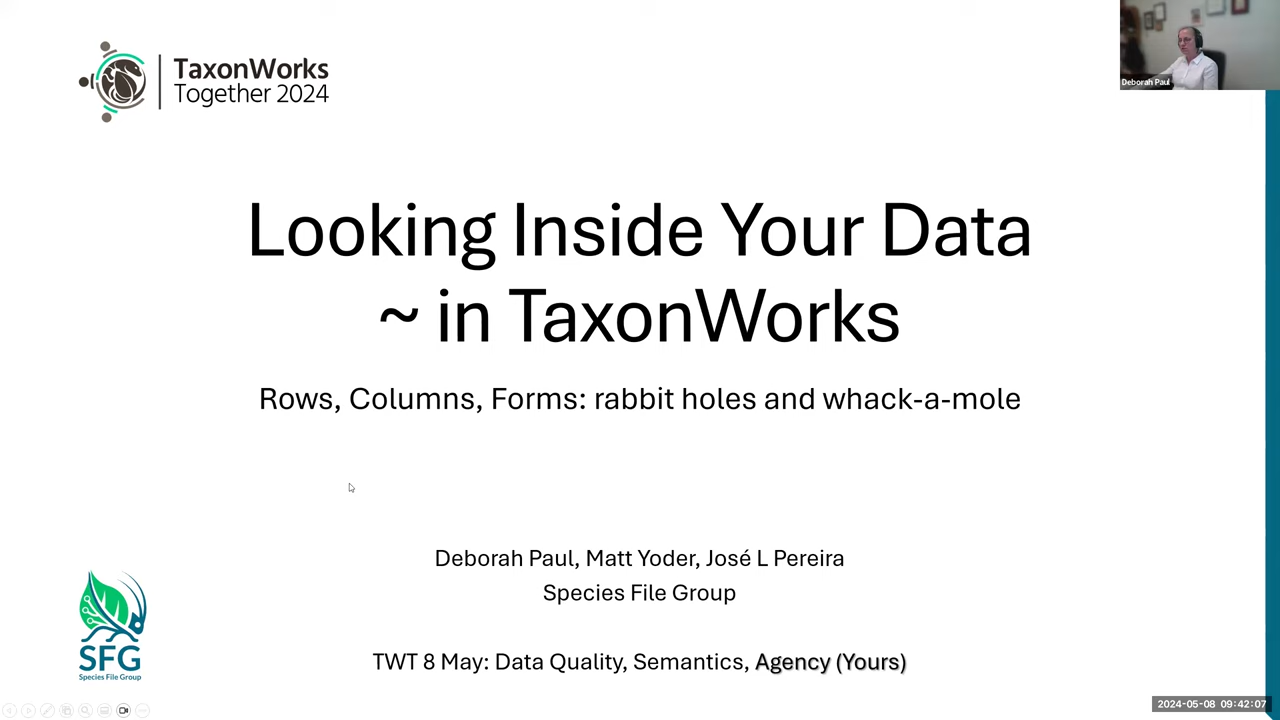 TaxonWorks
Together 2024
Deborah Paul
Looking Inside Your Data
~ in TaxonWorks
Rows, Columns, Forms: rabbit holes and whack-a-mole
Deborah Paul, Matt Yoder, José L Pereira
Species File Group
SFG
Species File Group
TWT 8 May: Data Quality, Semantics, Agency (Yours)
2024-05-08 09:42:07